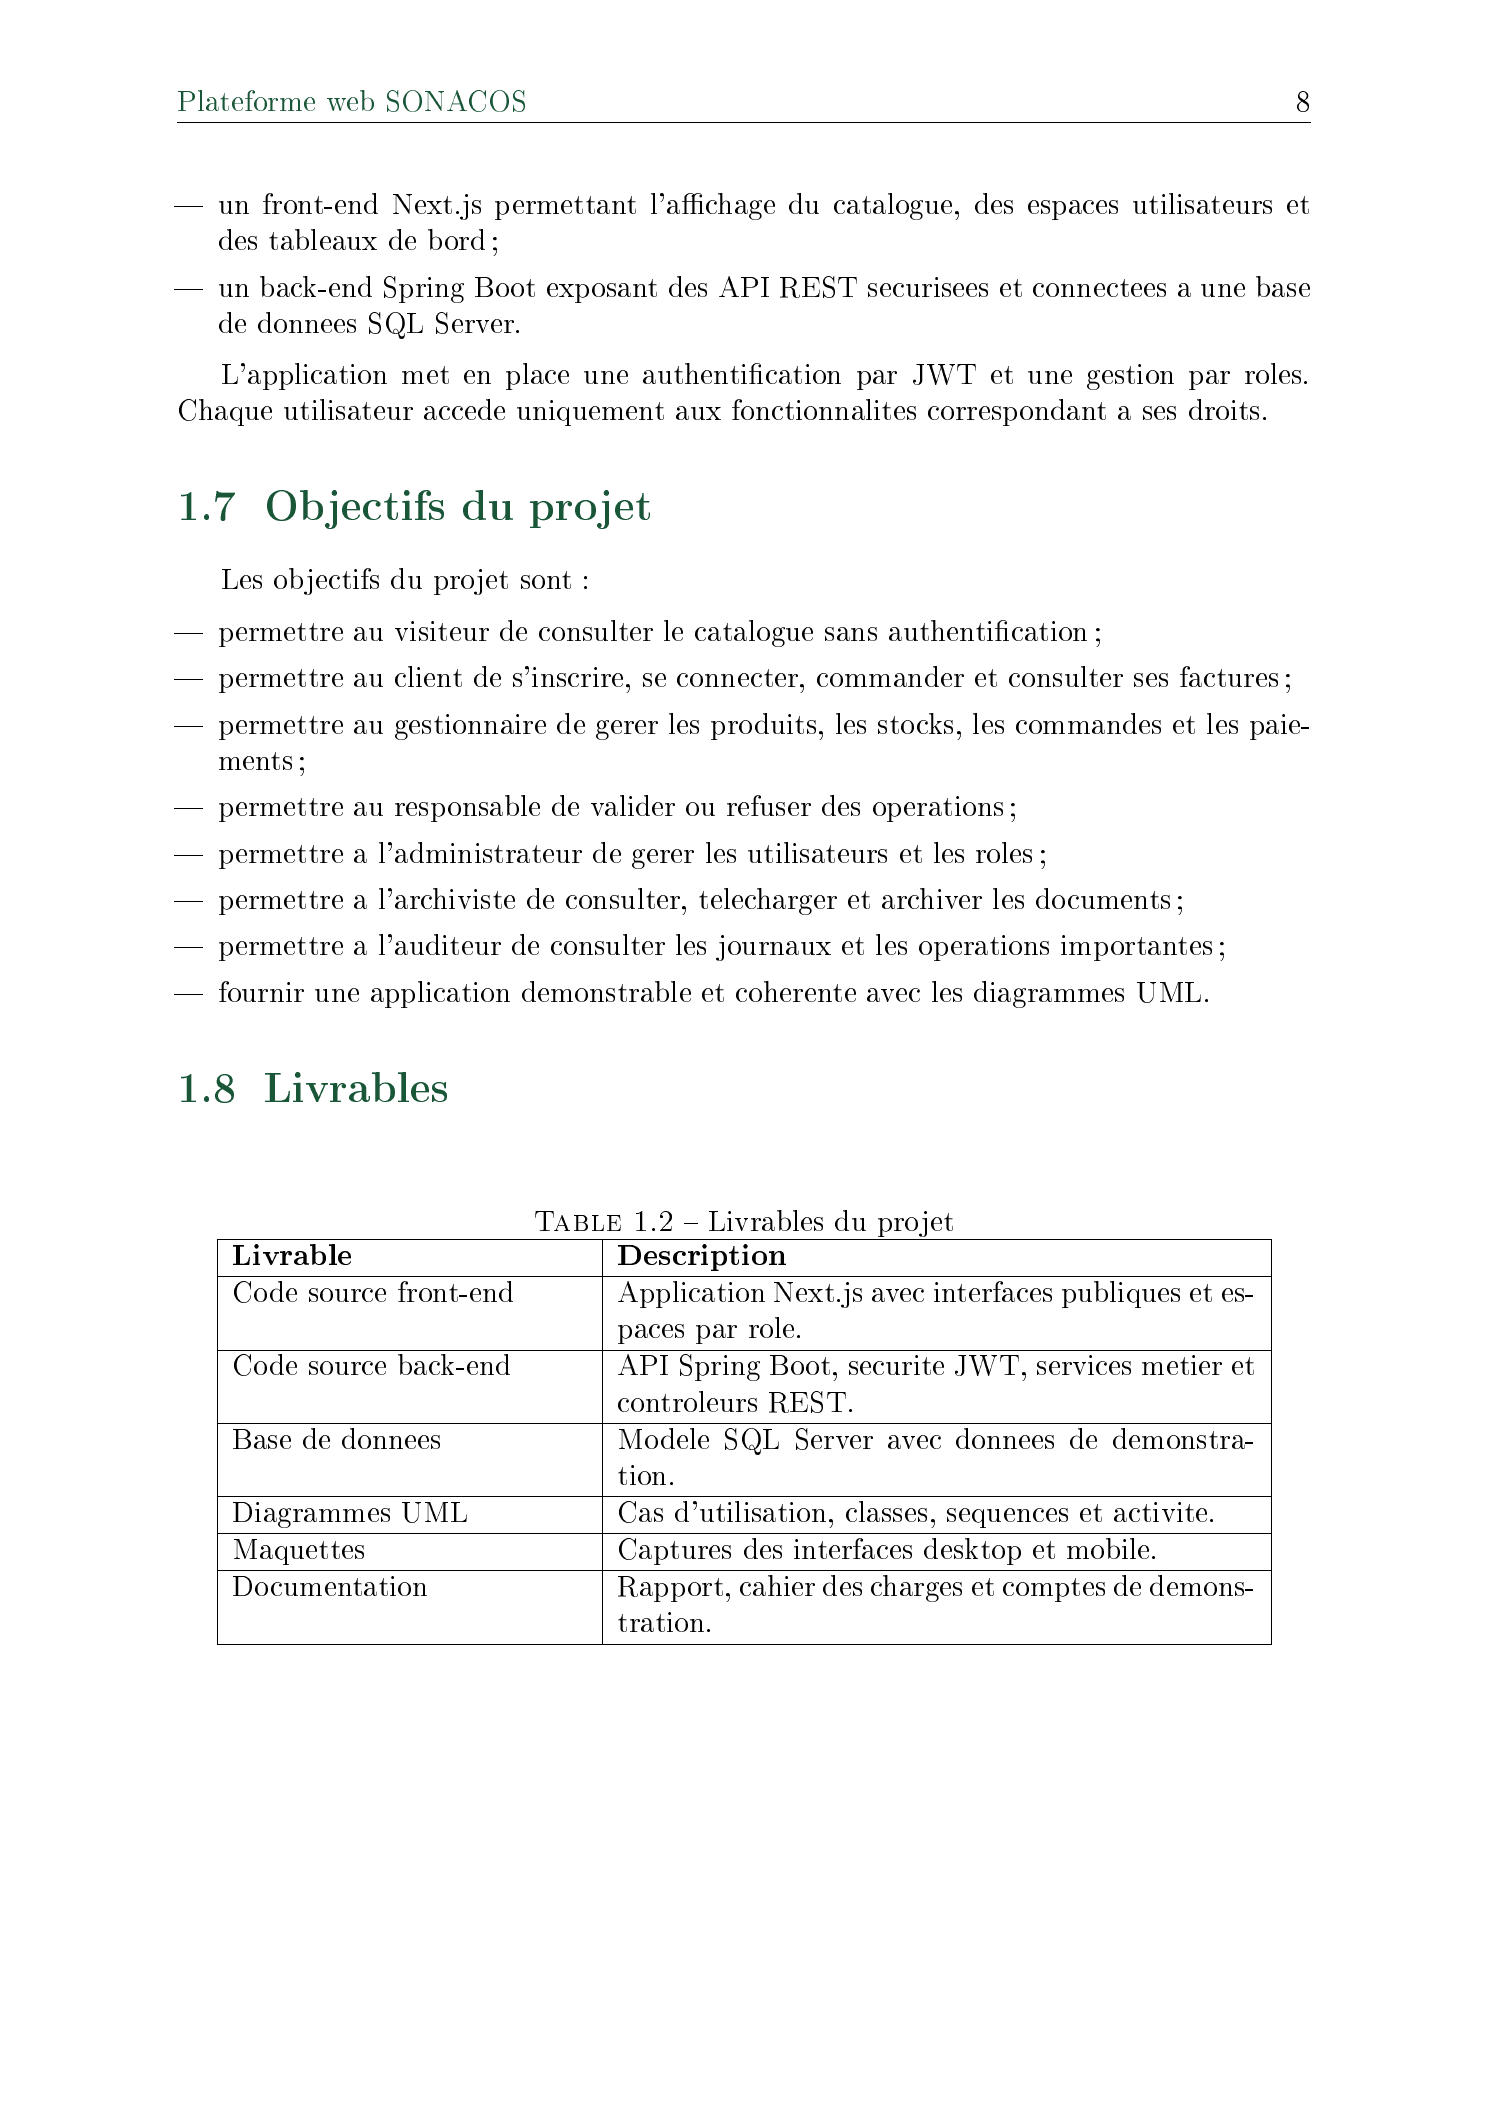 Plateforme web SONACOS 8
— un front-end Next.js permettant l'affichage du catalogue, des espaces utilisateurs et
des tableaux de bord ;
— un back-end Spring Boot exposant des API REST securisees et connectees a une base
de donnees SQL Server.
L'application met en place une authentification par JWT et une gestion par roles.
Chaque utilisateur accede uniquement aux fonctionnalites correspondant a ses droits.
1.7 Objectifs du projet
Les objectifs du projet sont :
— permettre au visiteur de consulter le catalogue sans authentification ;
— permettre au client de s'inscrire, se connecter, commander et consulter ses factures ;
— permettre au gestionnaire de gerer les produits, les stocks, les commandes et les paie-
ments ;
— permettre au responsable de valider ou refuser des operations ;
— permettre a l'administrateur de gerer les utilisateurs et les roles ;
— permettre a l'archiviste de consulter, telecharger et archiver les documents ;
— permettre a l'auditeur de consulter les journaux et les operations importantes ;
— fournir une application demonstrable et coherente avec les diagrammes UML.
1.8 Livrables
TABLE 1.2 – Livrables du projet
Livrable Description
Code source front-end Application Next.js avec interfaces publiques et es-
paces par role.
Code source back-end API Spring Boot, securite JWT, services metier et
controleurs REST.
Base de donnees Modele SQL Server avec donnees de demonstra-
tion.
Diagrammes UML Cas d'utilisation, classes, sequences et activite.
Maquettes Captures des interfaces desktop et mobile.
Documentation Rapport, cahier des charges et comptes de demons-
tration.